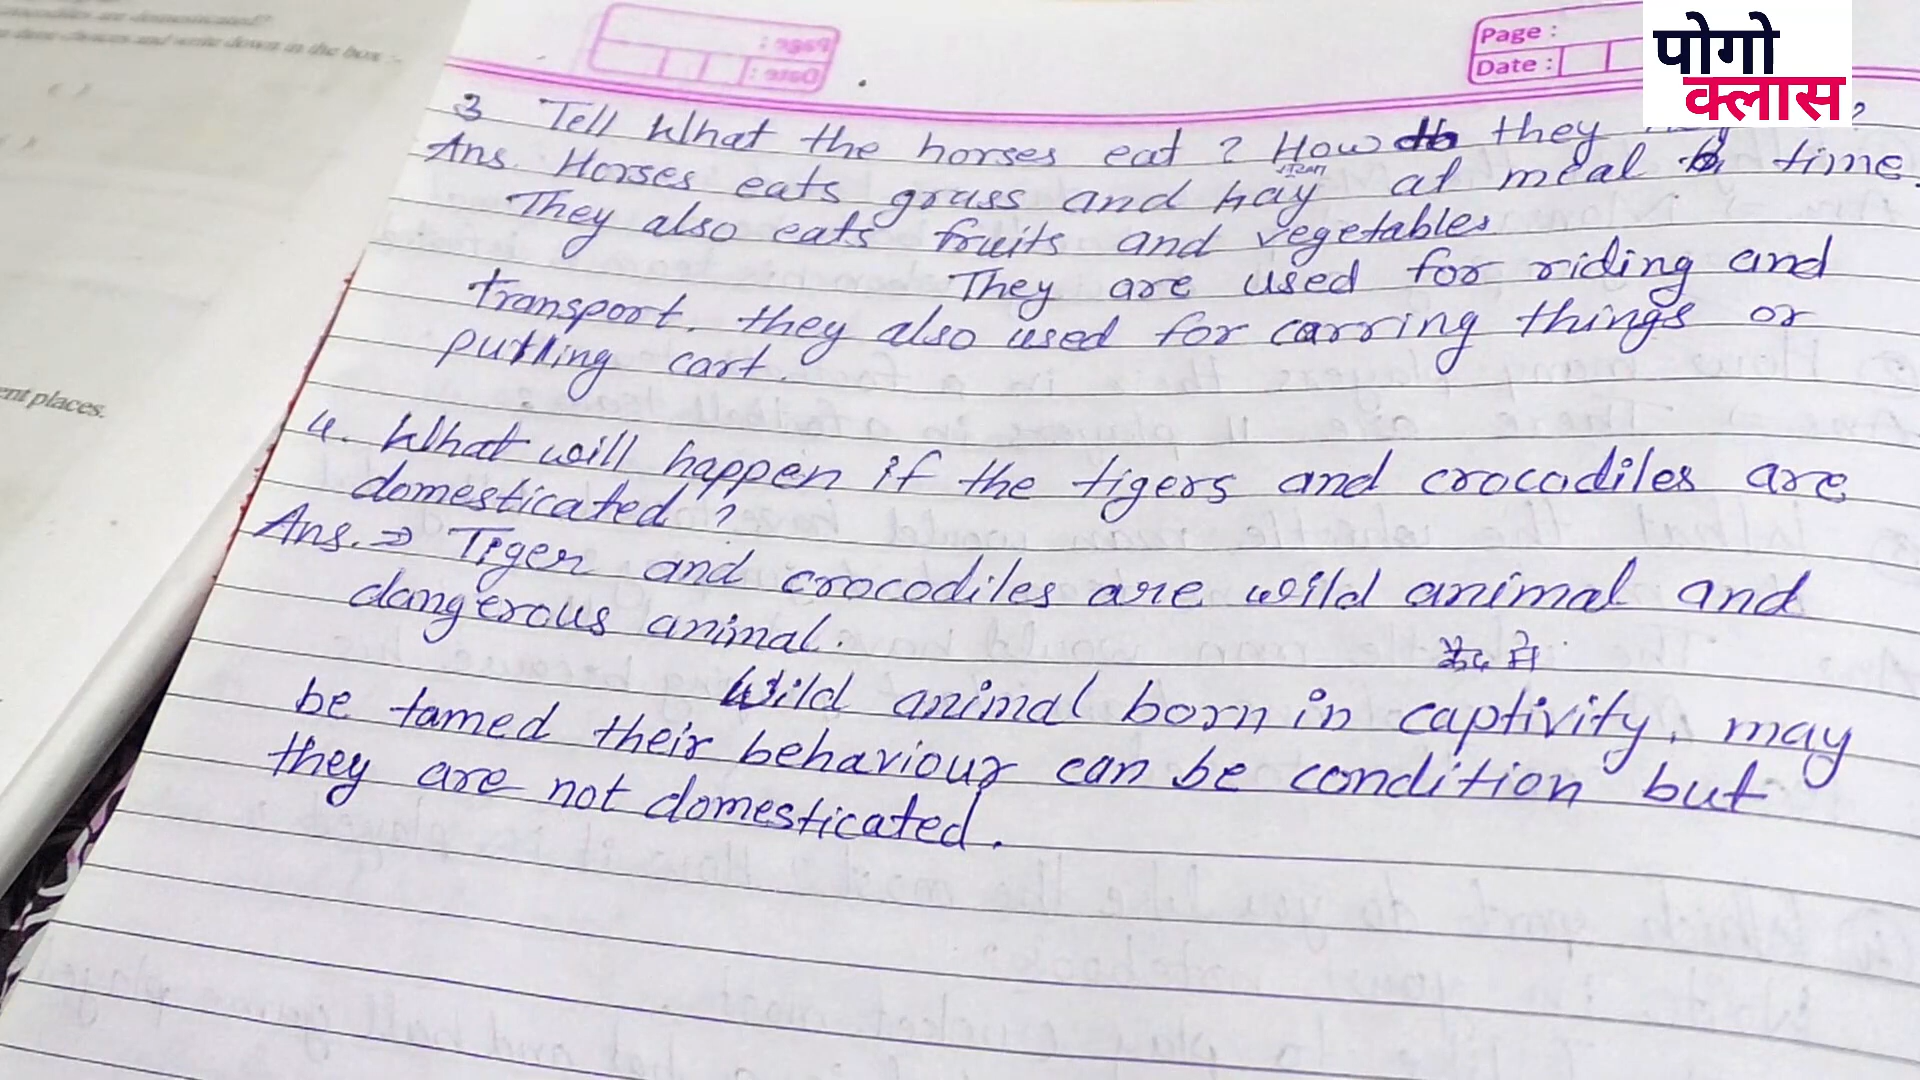 Page :
Date :
पोगो
क्लास
3 Tell What the horses eat ? How they
Ans. Horses eats grass and hay at meal time.
They also eats fruits and vegetables
They are used for riding and
transport. they also used for carring things or
putting cart.
4. What will happen if the tigers and crocodiles are
domesticated ?
Ans. ⇒ Tiger and crocodiles are wild animal and
dangerous animal.
कैद में
Wild animal born in captivity, may
be tamed their behaviour can be condition but
they are not domesticated.
ent places.